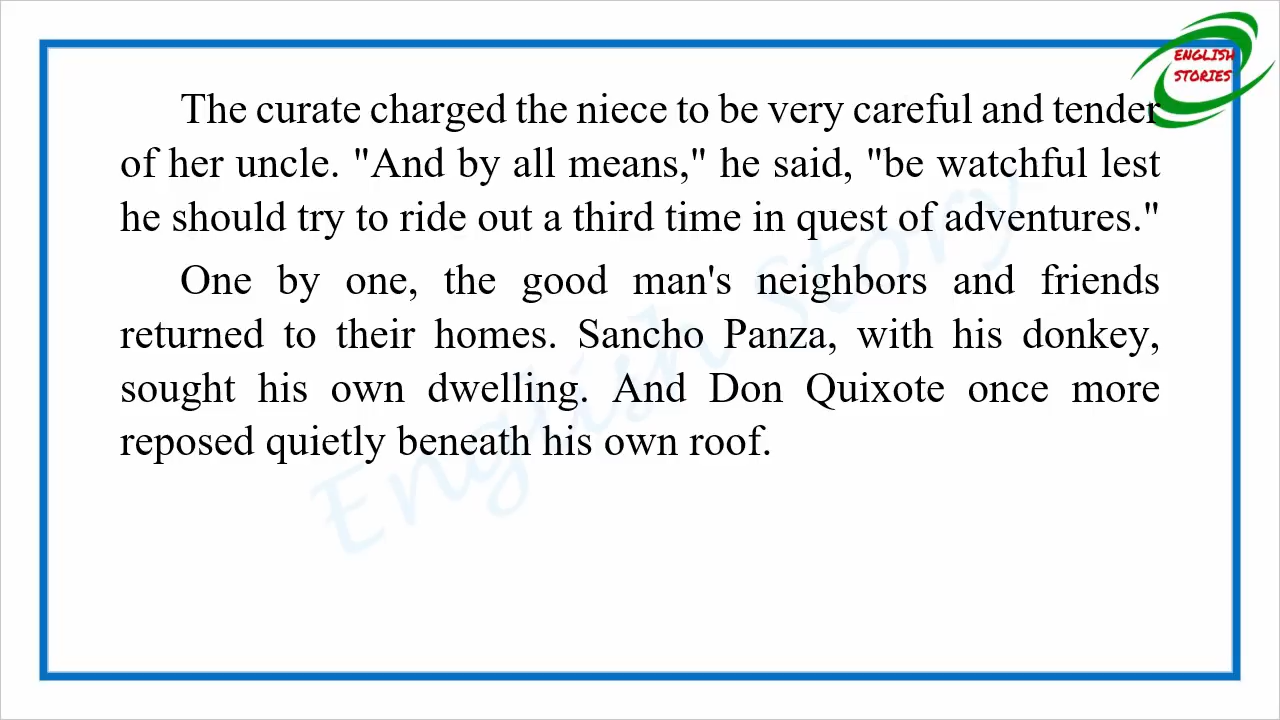 ENGLISH
STORIES
The curate charged the niece to be very careful and tender
of her uncle. "And by all means," he said, "be watchful lest
he should try to ride out a third time in quest of adventures."
One by one, the good man's neighbors and friends
returned to their homes. Sancho Panza, with his donkey,
sought his own dwelling. And Don Quixote once more
reposed quietly beneath his own roof.
English Story